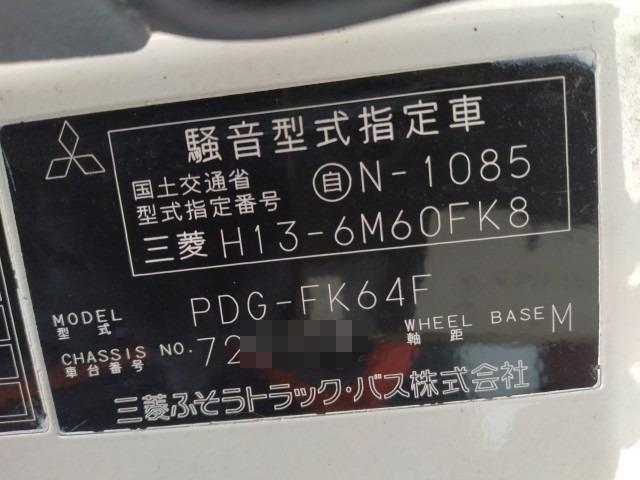 騒音型式指定車
国土交通省
型式指定番号
自N-1085
三菱 H13-6M60FK8
MODEL
型式
PDG-FK64F
CHASSIS NO.
車台番号
72
WHEEL BASE
軸距
M
三菱ふそうトラック・バス株式会社